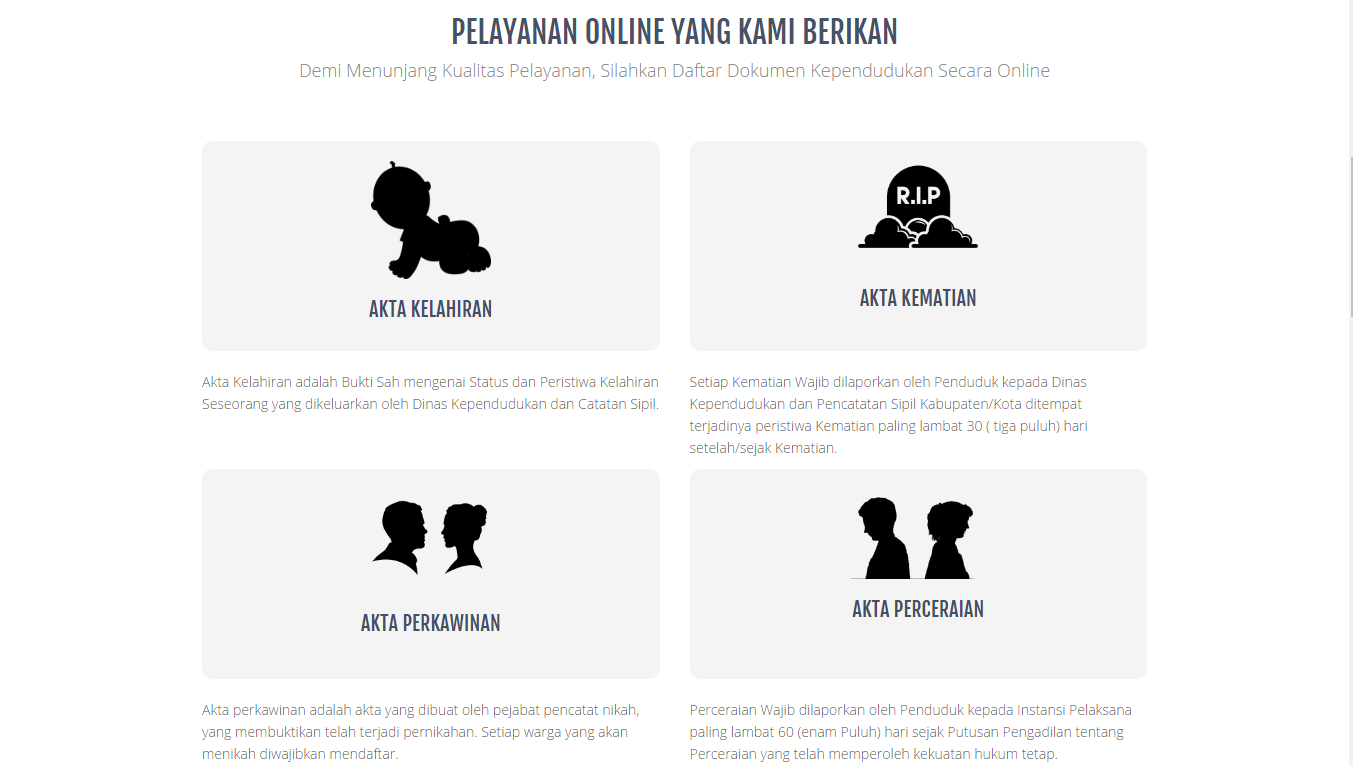 PELAYANAN ONLINE YANG KAMI BERIKAN
Demi Menunjang Kualitas Pelayanan, Silahkan Daftar Dokumen Kependudukan Secara Online
AKTA KELAHIRAN
Akta Kelahiran adalah Bukti Sah mengenai Status dan Peristiwa Kelahiran
Seseorang yang dikeluarkan oleh Dinas Kependudukan dan Catatan Sipil.
R.I.P
AKTA KEMATIAN
Setiap Kematian Wajib dilaporkan oleh Penduduk kepada Dinas
Kependudukan dan Pencatatan Sipil Kabupaten/Kota ditempat
terjadinya peristiwa Kematian paling lambat 30 ( tiga puluh) hari
setelah/sejak Kematian.
AKTA PERKAWINAN
Akta perkawinan adalah akta yang dibuat oleh pejabat pencatat nikah,
yang membuktikan telah terjadi pernikahan. Setiap warga yang akan
menikah diwajibkan mendaftar.
AKTA PERCERAIAN
Perceraian Wajib dilaporkan oleh Penduduk kepada Instansi Pelaksana
paling lambat 60 (enam Puluh) hari sejak Putusan Pengadilan tentang
Perceraian yang telah memperoleh kekuatan hukum tetap.